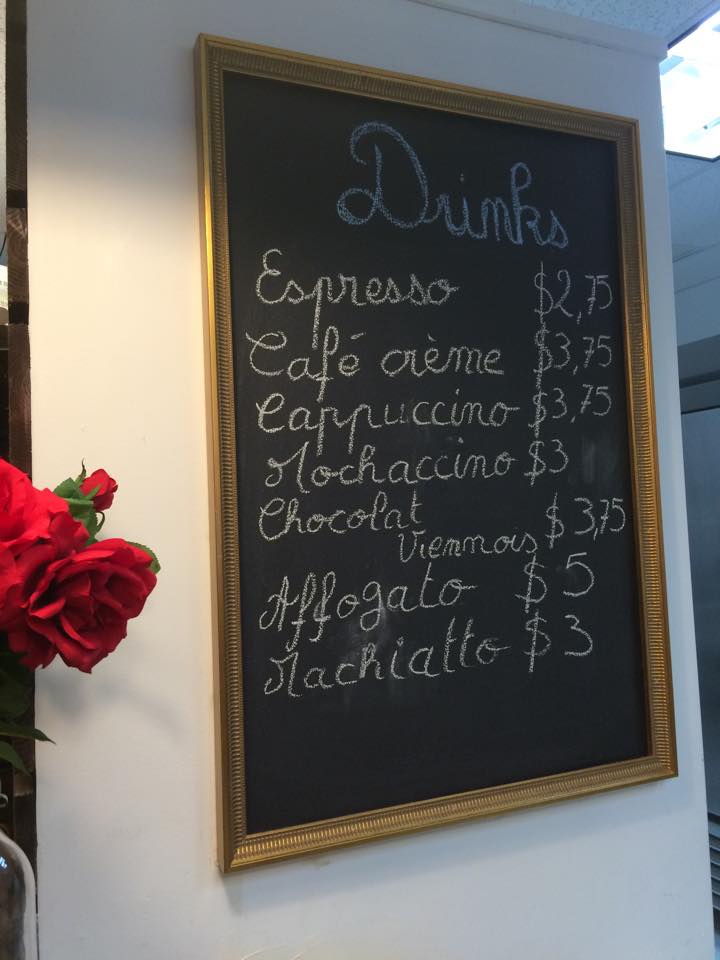 Drinks
Espresso $2,75
Café crème $3,75
Cappuccino $3,75
Mochaccino $3
Chocolat
Viennois $3,75
Affogato $5
Machiatto $3